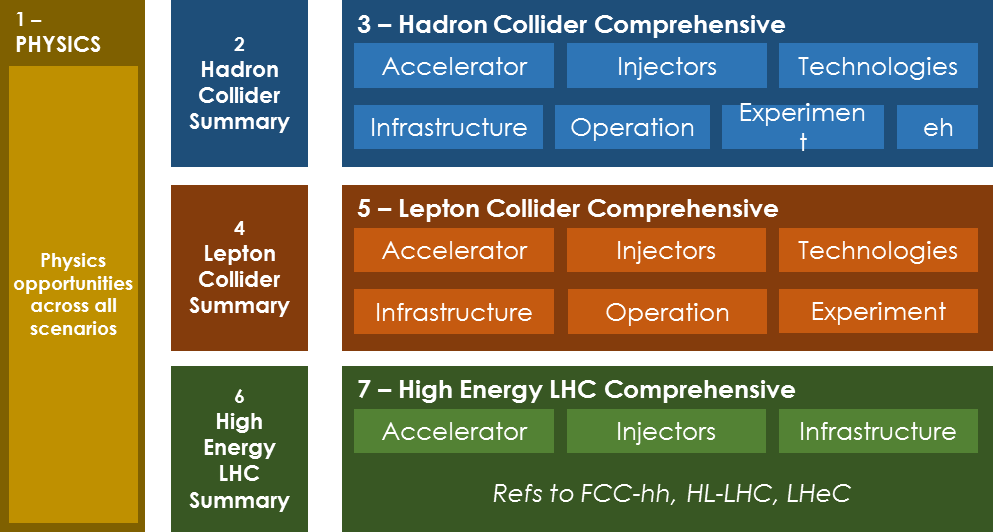 1 –
PHYSICS
Physics
opportunities
across all
scenarios
2
Hadron
Collider
Summary
3 – Hadron Collider Comprehensive
Accelerator
Injectors
Technologies
Infrastructure
Operation
Experimen
t
eh
4
Lepton
Collider
Summary
5 – Lepton Collider Comprehensive
Accelerator
Injectors
Technologies
Infrastructure
Operation
Experiment
6
High
Energy
LHC
Summary
7 – High Energy LHC Comprehensive
Accelerator
Injectors
Infrastructure
Refs to FCC-hh, HL-LHC, LHeC